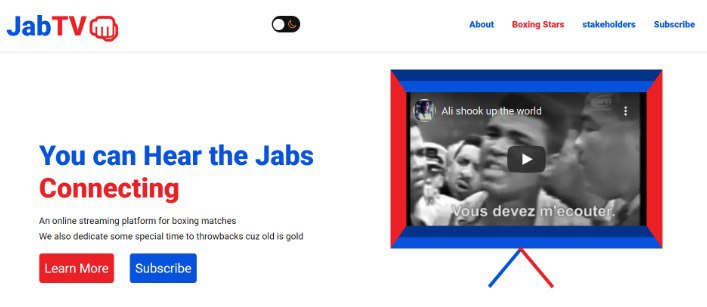 JabTV
About
Boxing Stars
stakeholders
Subscribe
Ali shook up the world
You can Hear the Jabs
Connecting
Vous devez m'ecouter.
An online streaming platform for boxing matches
We also dedicate some special time to throwbacks cuz old is gold
Learn More
Subscribe